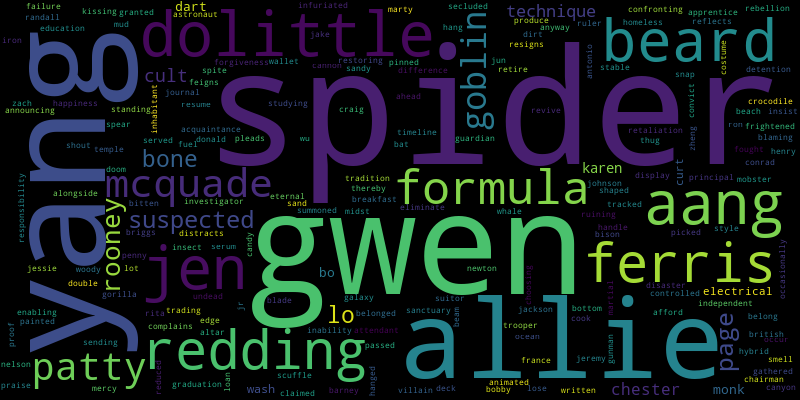 failure kissing granted dart infuriated marty secluded technique produce confronting apprentice rebellion
randall astronaut hang anyway ruler homeless reflects
education dolittle jake wallet restoring goblin dirt beard
mud forgiveness sandy pinned resigns antonio stable costume
iron cult spite cannon difference jun retire snap detention
zach happiness feigns craig ahead spider revive crocodile
announcing standing inhabitant journal resume studying timeline convict beach insist
yang spear acquaintance wu guardian retaliation ron frightened
shout temple served fuel donald pleads bat thug zheng fought blaming
bone henry
doom mcquade investigator eternal tradition formula karen curt display principal conrad
responsibility alongside thereby breakfast johnson mobster
rooney bitten sand summoned midst eliminate whale shaped tracked aang
suspected ruining style
briggs distracts gwen handle picked
jessie woody penny insect serum candy bison ferris occasionally
double lot jen bo newton shooting martial disaster
gorilla undead galaxy suitor controlled electrical
enabling rita trading jr blade lo belonged sanctuary beam jackson bottom independent
painted complains edge trooper cook afford page belong
proof altar inability attendant allie ocean british
sending redding passed france jeremy gunman hybrid occur
nelson patty reduced scuffle smell
praise mercy graduation loan hanged animated gathered
wash claimed barney villain deck bobby lose written chester monk chairman
canyon